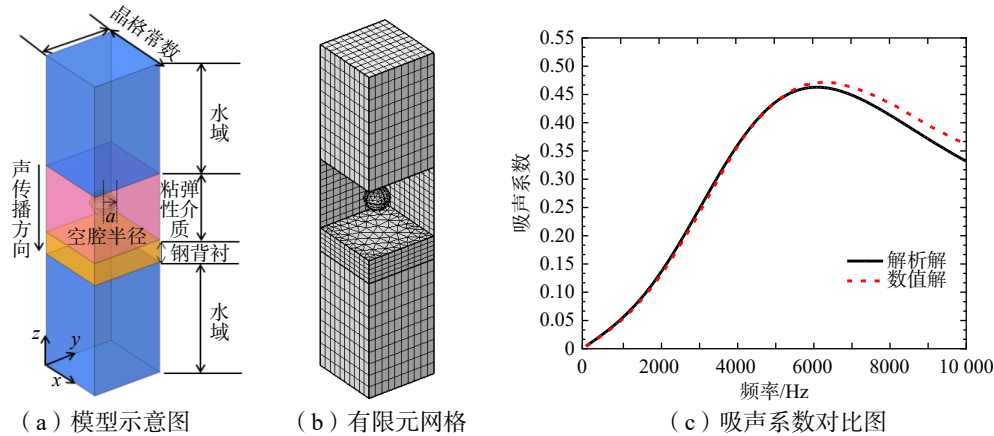 晶格常数
水域
声传播方向
粘弹
性介
质
a
空腔半径
钢背衬
水域
z
y
x
(a)模型示意图
(b)有限元网格
0.55
0.50
0.45
0.40
0.35
0.30
0.25
0.20
0.15
0.10
0.05
0
吸声系数
解析解
数值解
0 2000 4000 6000 8000 10 000
频率/Hz
(c)吸声系数对比图